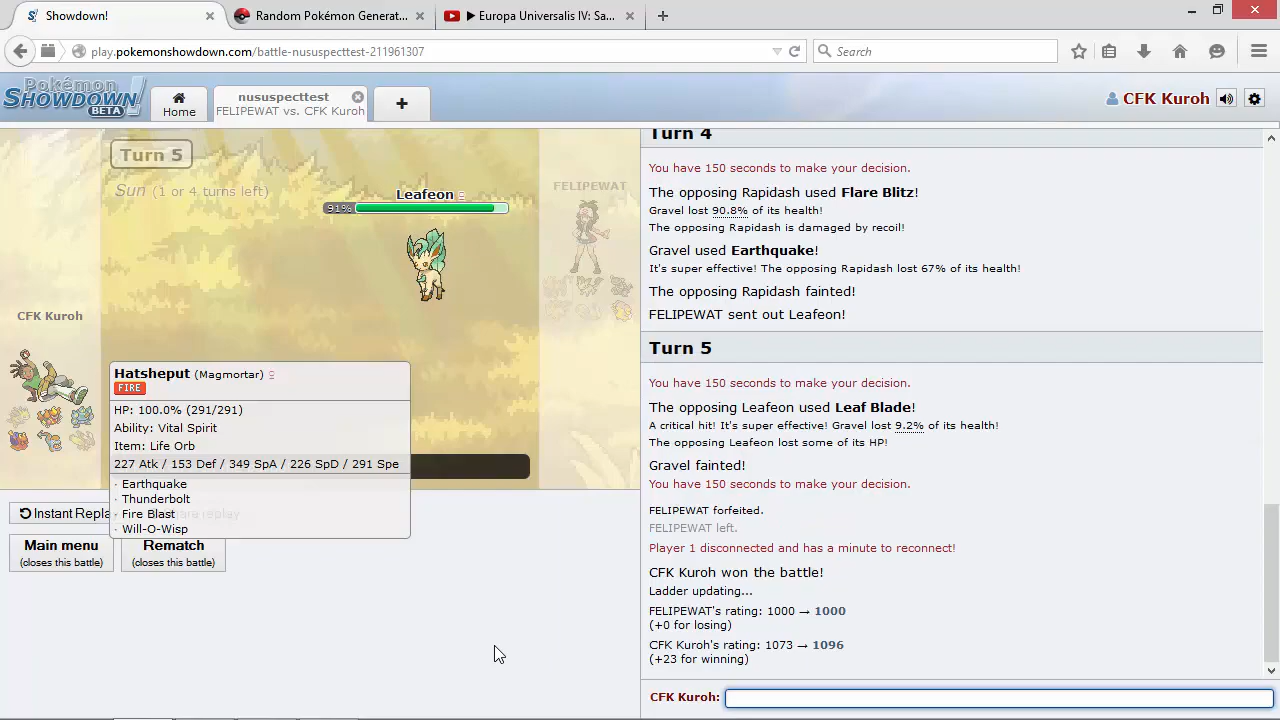 Showdown!
Random Pokémon Generat...
Europa Universalis IV: Sa...
play.pokemonshowdown.com/battle-nususpecttest-211961307
Search
Pokémon
Showdown!
BETA
Home
nususpecttest
FELIPEWAT vs. CFK Kuroh
CFK Kuroh
Turn 5
Sun (1 or 4 turns left)
Leafeon
91%
FELIPEWAT
CFK Kuroh
Hatsheput (Magmortar) ♀
FIRE
HP: 100.0% (291/291)
Ability: Vital Spirit
Item: Life Orb
227 Atk / 153 Def / 349 SpA / 226 SpD / 291 Spe
· Earthquake
· Thunderbolt
· Fire Blast
· Will-O-Wisp
Instant Repla
replay
Main menu
(closes this battle)
Rematch
(closes this battle)
Turn 4
You have 150 seconds to make your decision.
The opposing Rapidash used Flare Blitz!
Gravel lost 90.8% of its health!
The opposing Rapidash is damaged by recoil!
Gravel used Earthquake!
It's super effective! The opposing Rapidash lost 67% of its health!
The opposing Rapidash fainted!
FELIPEWAT sent out Leafeon!
Turn 5
You have 150 seconds to make your decision.
The opposing Leafeon used Leaf Blade!
A critical hit! It's super effective! Gravel lost 9.2% of its health!
The opposing Leafeon lost some of its HP!
Gravel fainted!
You have 150 seconds to make your decision.
FELIPEWAT forfeited.
FELIPEWAT left.
Player 1 disconnected and has a minute to reconnect!
CFK Kuroh won the battle!
Ladder updating...
FELIPEWAT's rating: 1000 → 1000
(+0 for losing)
CFK Kuroh's rating: 1073 → 1096
(+23 for winning)
CFK Kuroh: